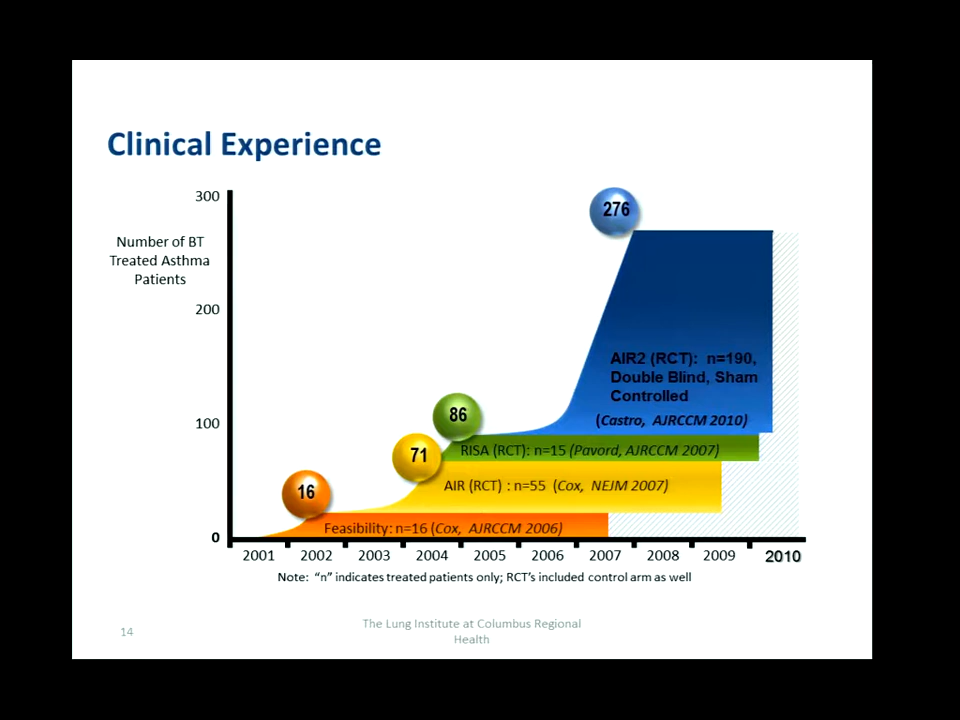 Clinical Experience
300
276
Number of BT
Treated Asthma
Patients
200
AIR2 (RCT):  n=190,
Double Blind, Sham
Controlled
(Castro,  AJRCCM 2010)
100
86
RISA (RCT): n=15 (Pavord, AJRCCM 2007)
71
AIR (RCT) : n=55  (Cox,  NEJM 2007)
16
Feasibility: n=16 (Cox,  AJRCCM 2006)
0
2001 2002 2003 2004 2005 2006 2007 2008 2009 2010
Note:  “n” indicates treated patients only; RCT’s included control arm as well
14
The Lung Institute at Columbus Regional
Health